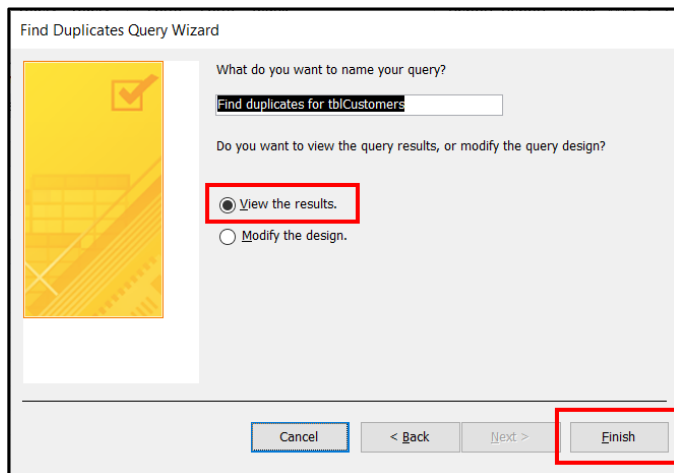 Find Duplicates Query Wizard
What do you want to name your query?
Find duplicates for tblCustomers
Do you want to view the query results, or modify the query design?
View the results.
Modify the design.
Cancel
< Back
Next >
Finish